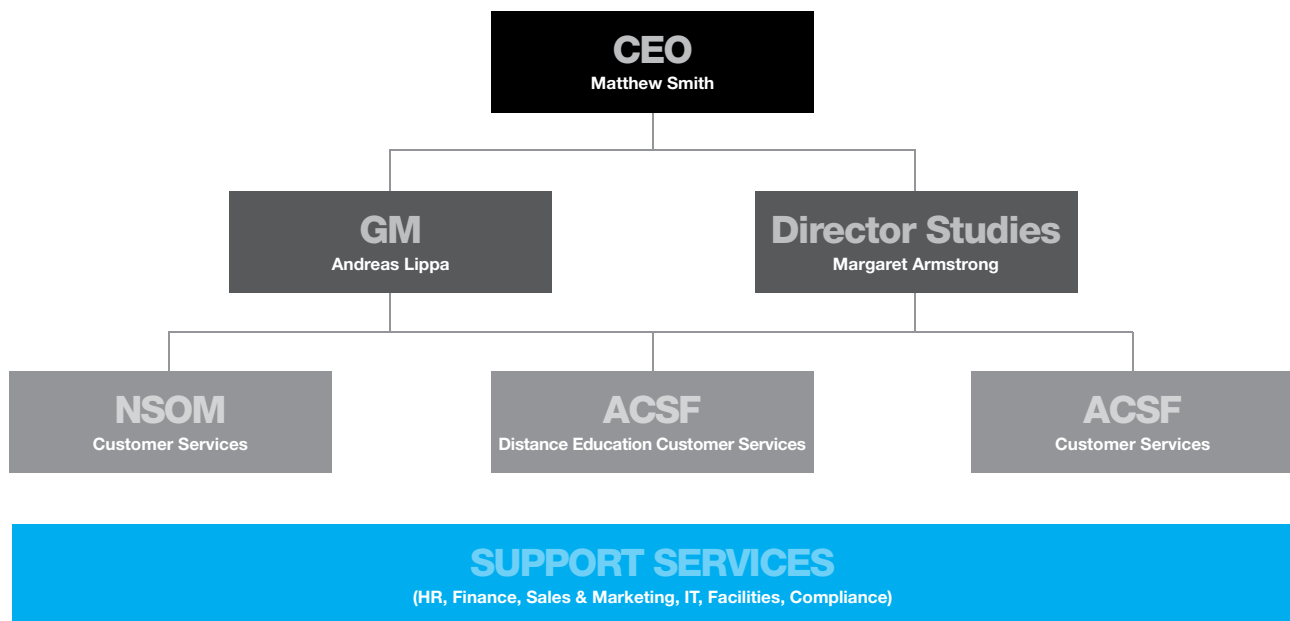 CEO
Matthew Smith
GM
Andreas Lippa
Director Studies
Margaret Armstrong
NSOM
Customer Services
ACSF
Distance Education Customer Services
ACSF
Customer Services
SUPPORT SERVICES
(HR, Finance, Sales & Marketing, IT, Facilities, Compliance)